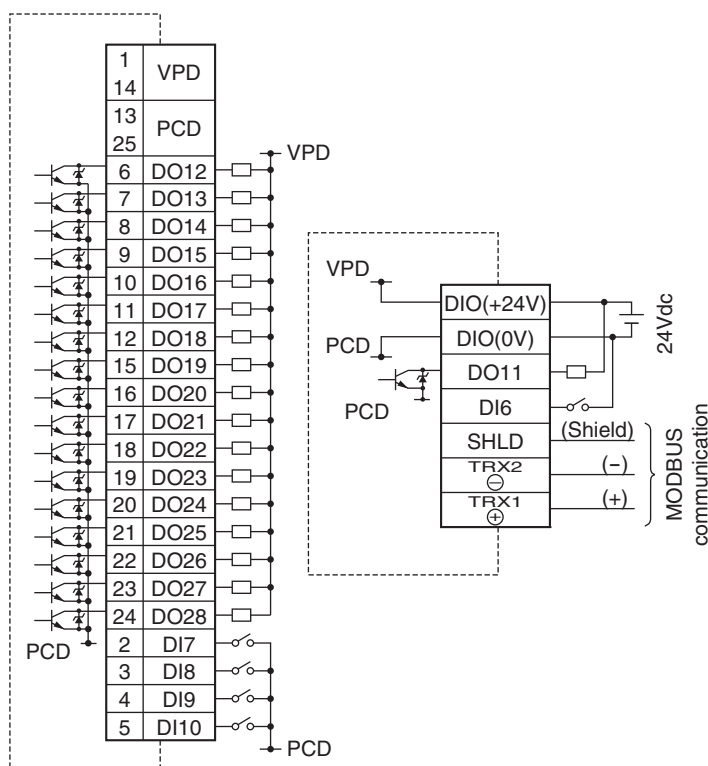 1
14 VPD
13
25 PCD
VPD
6 DO12
7 DO13
8 DO14
9 DO15
10 DO16
11 DO17
12 DO18
15 DO19
16 DO20
17 DO21
18 DO22
19 DO23
20 DO24
21 DO25
22 DO26
23 DO27
24 DO28
PCD
2 DI7
3 DI8
4 DI9
5 DI10
PCD
VPD
DIO(+24V)
PCD
DIO(0V)
24Vdc
DO11
PCD
DI6
SHLD (Shield)
TRX2 (−)
⊖
TRX1 (+)
⊕
MODBUS
communication